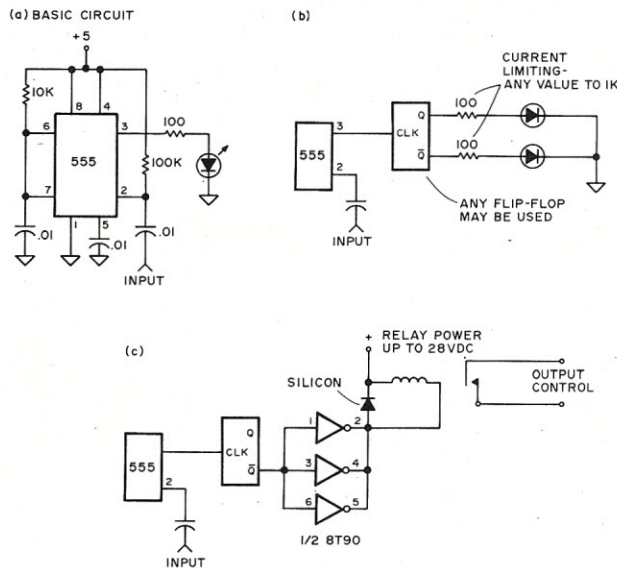 (a) BASIC CIRCUIT
+5
10K
8
4
6
3
100
555
100K
7
2
1
5
.01
.01
.01
INPUT
(b)
CURRENT
LIMITING-
ANY VALUE TO 1K
100
Q
CLK
3
555
2
100
Q̅
ANY FLIP-FLOP
MAY BE USED
INPUT
(c)
+ RELAY POWER
UP TO 28VDC
SILICON
OUTPUT
CONTROL
Q
CLK
Q̅
555
2
1
2
3
4
6
5
INPUT
1/2 8T90